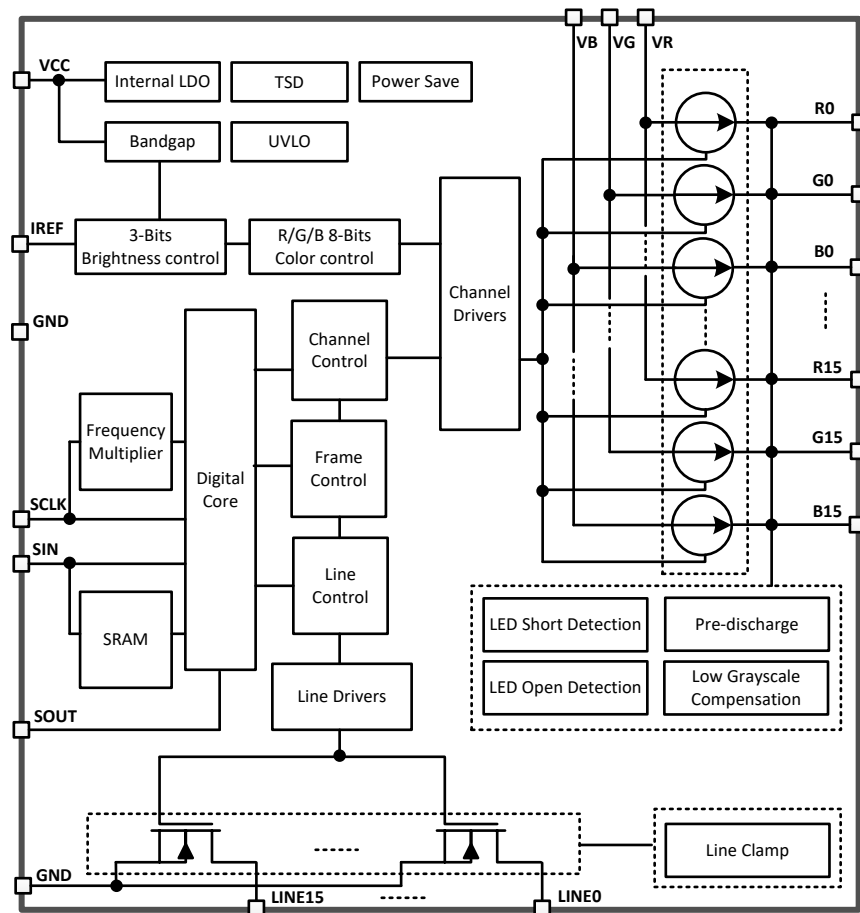 VB
VG
VR
VCC
Internal LDO
TSD
Power Save
R0
Bandgap
UVLO
G0
IREF
3-Bits
Brightness control
R/G/B 8-Bits
Color control
B0
Channel
Drivers
GND
Channel
Control
R15
Frequency
Multiplier
Digital
Core
Frame
Control
G15
SCLK
B15
SIN
Line
Control
SRAM
LED Short Detection
Pre-discharge
LED Open Detection
Low Grayscale
Compensation
Line Drivers
SOUT
Line Clamp
GND
LINE15
LINE0